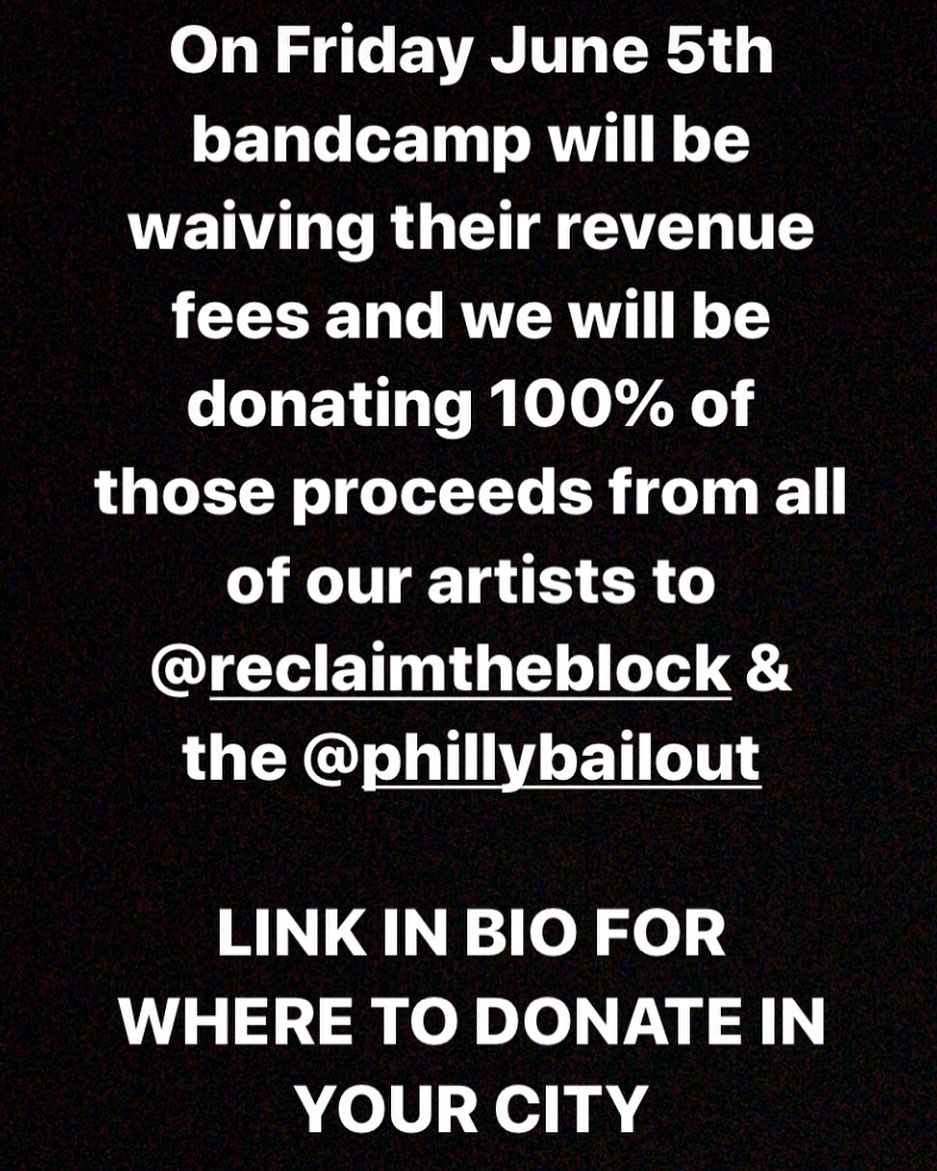 On Friday June 5th
bandcamp will be
waiving their revenue
fees and we will be
donating 100% of
those proceeds from all
of our artists to
@reclaimtheblock &
the @phillybailout
LINK IN BIO FOR
WHERE TO DONATE IN
YOUR CITY